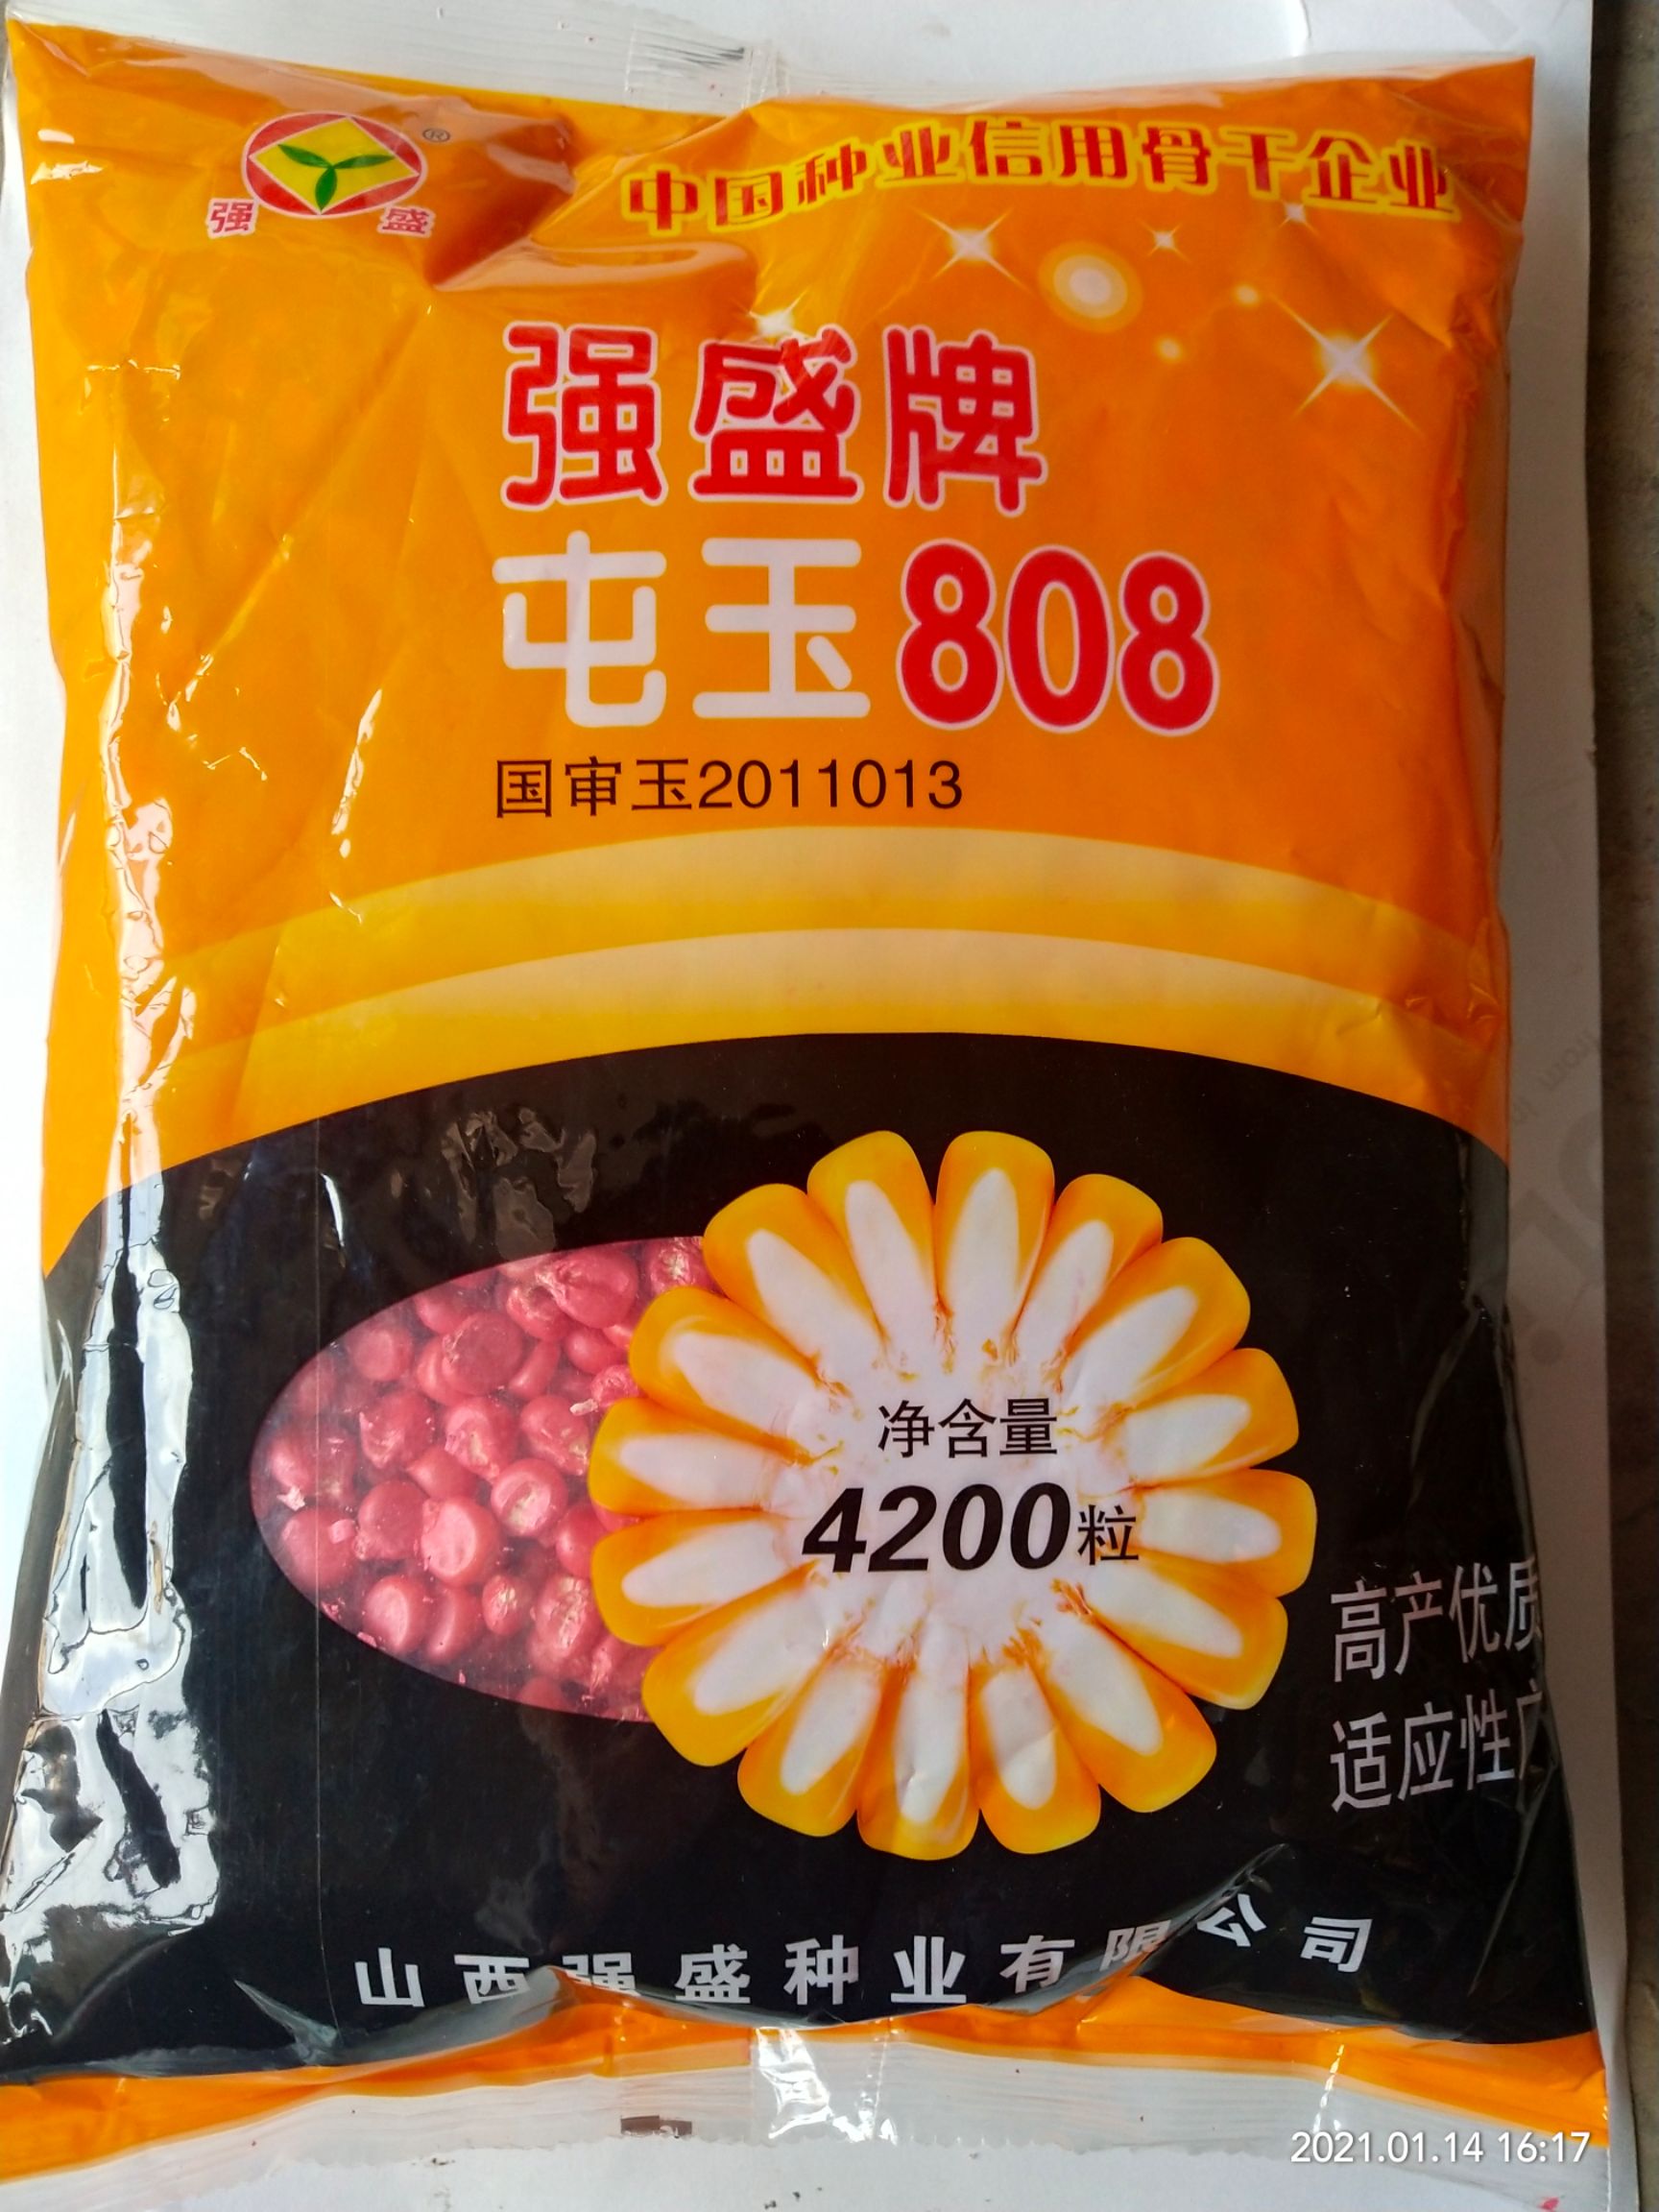 强盛
®
中国种业信用骨干企业
强盛牌
屯玉808
国审玉2011013
净含量
4200粒
高产优质
适应性广
山西强盛种业有限公司
2021.01.14 16:17